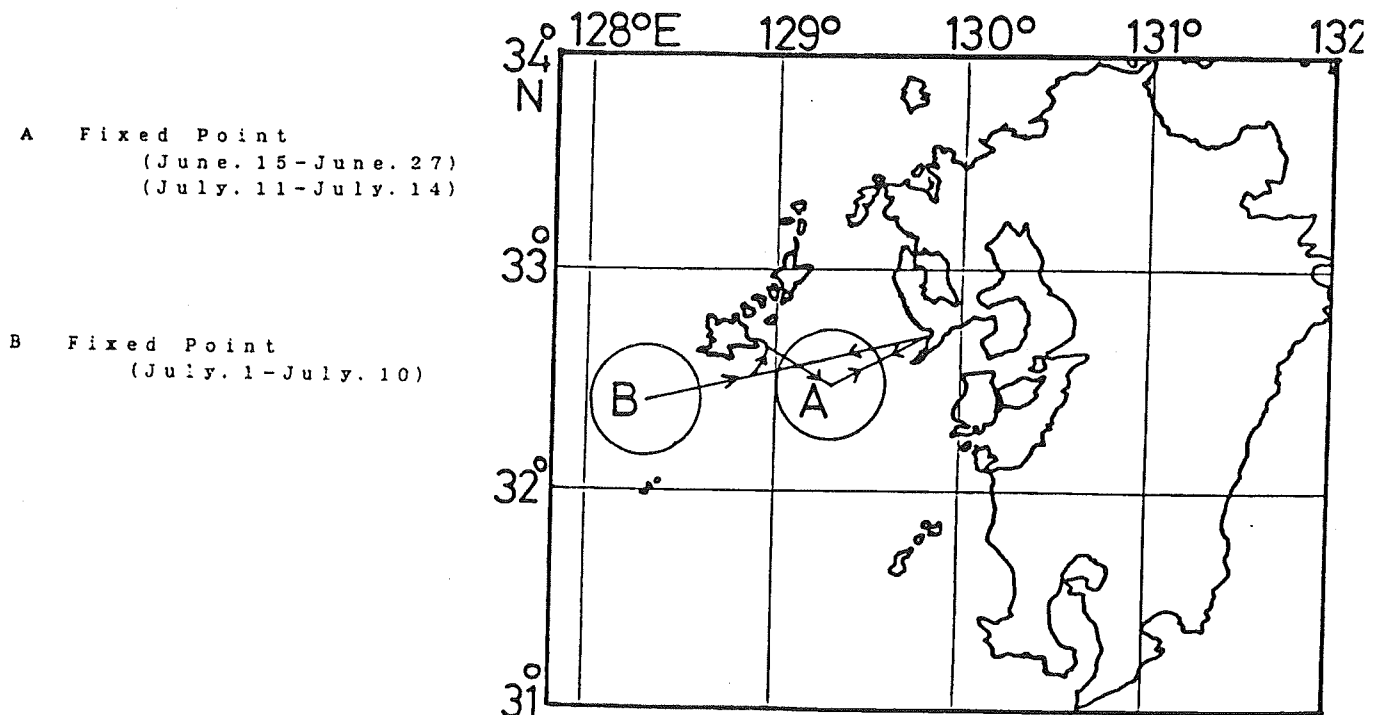 128°E 129° 130° 131° 132
34°
N
A Fixed Point
(June. 15-June. 27)
(July. 11-July. 14)
33°
B Fixed Point
(July. 1-July. 10)
B A
32°
31°